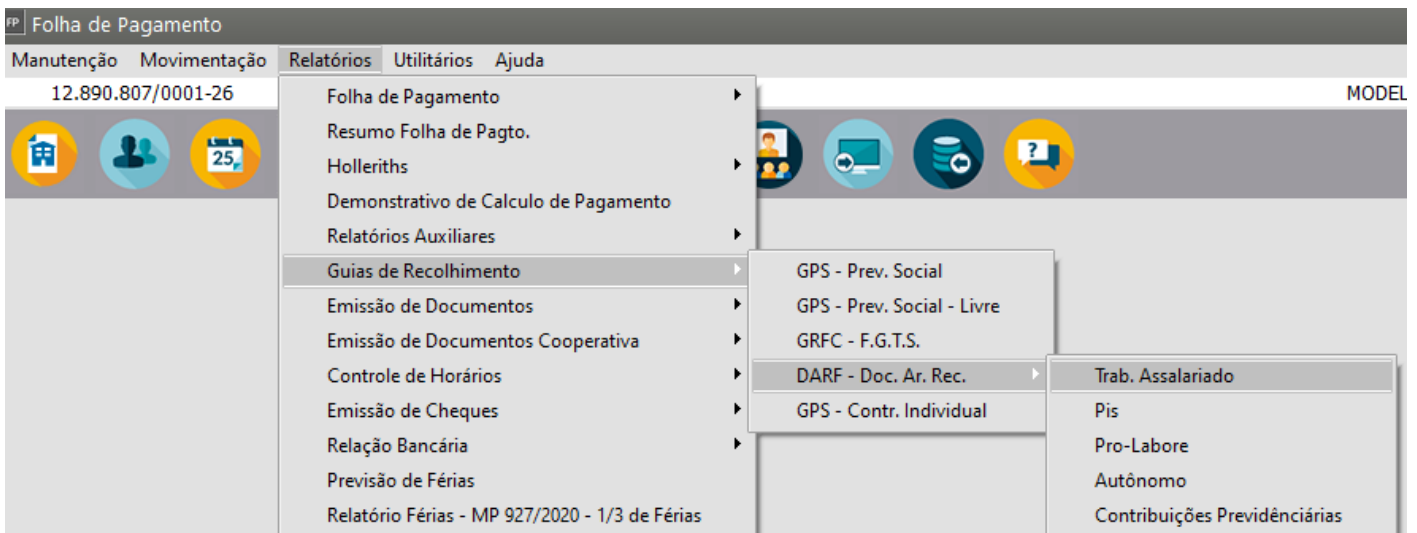 FP Folha de Pagamento
Manutenção Movimentação Relatórios Utilitários Ajuda
12.890.807/0001-26
MODEL
25
?
Folha de Pagamento
Resumo Folha de Pagto.
Holleriths
Demonstrativo de Calculo de Pagamento
Relatórios Auxiliares
Guias de Recolhimento
Emissão de Documentos
Emissão de Documentos Cooperativa
Controle de Horários
Emissão de Cheques
Relação Bancária
Previsão de Férias
Relatório Férias - MP 927/2020 - 1/3 de Férias
GPS - Prev. Social
GPS - Prev. Social - Livre
GRFC - F.G.T.S.
DARF - Doc. Ar. Rec.
GPS - Contr. Individual
Trab. Assalariado
Pis
Pro-Labore
Autônomo
Contribuições Previdênciárias